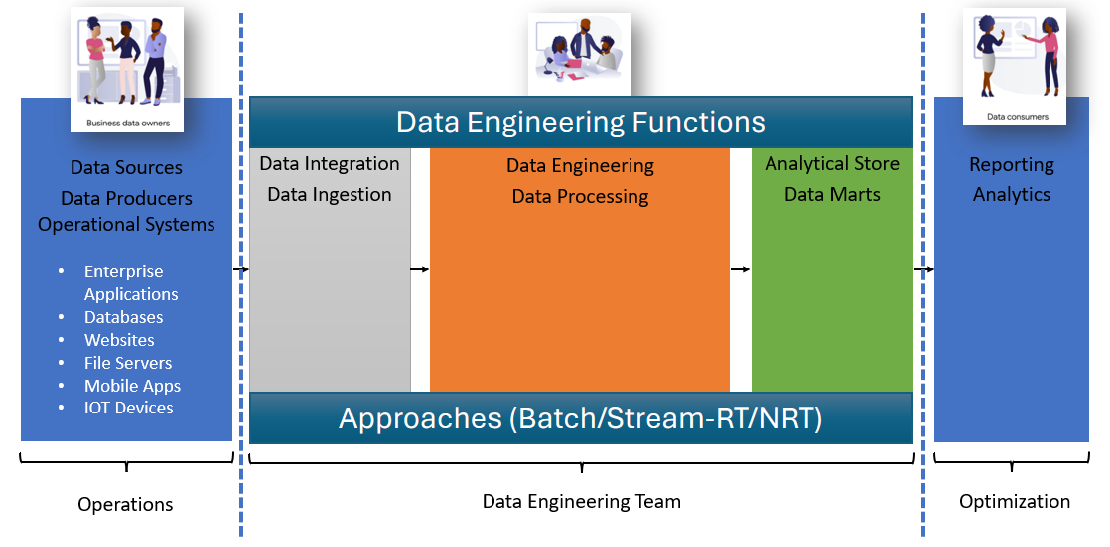 Business data owners
Data Sources
Data Producers
Operational Systems
• Enterprise
Applications
• Databases
• Websites
• File Servers
• Mobile Apps
• IOT Devices
Operations
Data Engineering Functions
Data Integration
Data Ingestion
Data Engineering
Data Processing
Analytical Store
Data Marts
Approaches (Batch/Stream-RT/NRT)
Data Engineering Team
Data consumers
Reporting
Analytics
Optimization